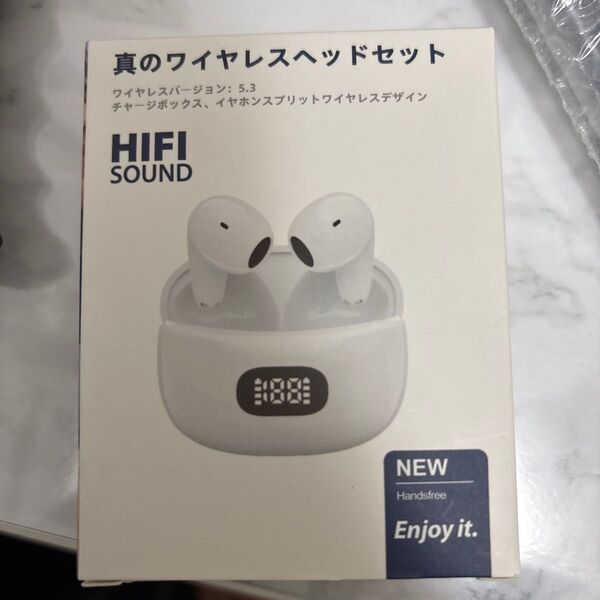 真のワイヤレスヘッドセット
ワイヤレスバージョン: 5.3
チャージボックス、イヤホンスプリットワイヤレスデザイン
HIFI
SOUND
188
NEW
Handsfree
Enjoy it.